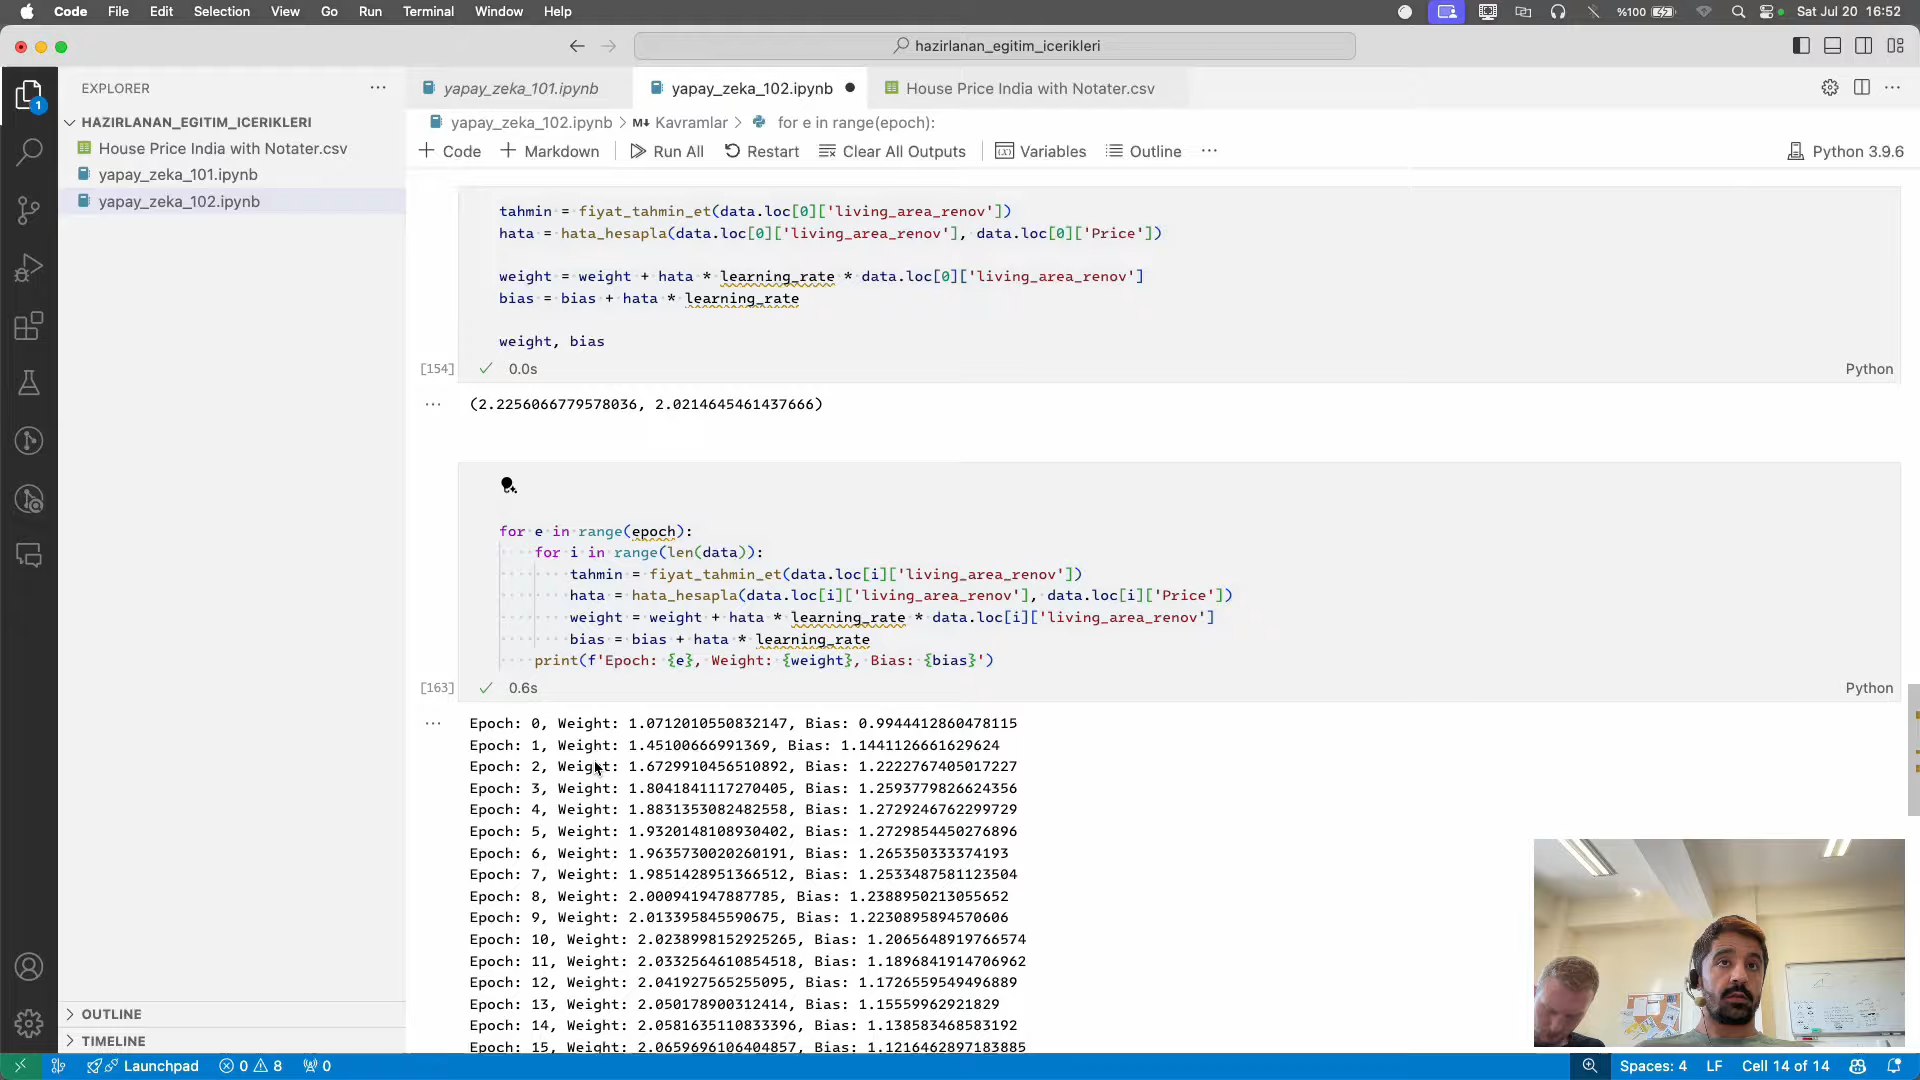 Code File Edit Selection View Go Run Terminal Window Help
%100 Sat Jul 20 16:52
hazirlanan_egitim_icerikleri
EXPLORER
HAZIRLANAN_EGITIM_ICERIKLERI
House Price India with Notater.csv
yapay_zeka_101.ipynb
yapay_zeka_102.ipynb
OUTLINE
TIMELINE
1
yapay_zeka_101.ipynb
yapay_zeka_102.ipynb
House Price India with Notater.csv
yapay_zeka_102.ipynb > M↓ Kavramlar > for e in range(epoch):
+ Code + Markdown Run All Restart Clear All Outputs Variables Outline ... Python 3.9.6
tahmin = fiyat_tahmin_et(data.loc[0]['living_area_renov'])
hata = hata_hesapla(data.loc[0]['living_area_renov'], data.loc[0]['Price'])
weight = weight + hata * learning_rate * data.loc[0]['living_area_renov']
bias = bias + hata * learning_rate
weight, bias
[154] 0.0s Python
(2.2256066779578036, 2.0214645461437666)
for e in range(epoch):
for i in range(len(data)):
tahmin = fiyat_tahmin_et(data.loc[i]['living_area_renov'])
hata = hata_hesapla(data.loc[i]['living_area_renov'], data.loc[i]['Price'])
weight = weight + hata * learning_rate * data.loc[i]['living_area_renov']
bias = bias + hata * learning_rate
print(f'Epoch: {e}, Weight: {weight}, Bias: {bias}')
[163] 0.6s Python
Epoch: 0, Weight: 1.0712010550832147, Bias: 0.9944412860478115
Epoch: 1, Weight: 1.45100666991369, Bias: 1.1441126661629624
Epoch: 2, Weight: 1.6729910456510892, Bias: 1.2222767405017227
Epoch: 3, Weight: 1.8041841117270405, Bias: 1.2593779826624356
Epoch: 4, Weight: 1.8831353082482558, Bias: 1.2729246762299729
Epoch: 5, Weight: 1.9320148108930402, Bias: 1.2729854450276896
Epoch: 6, Weight: 1.9635730020260191, Bias: 1.265350333374193
Epoch: 7, Weight: 1.9851428951366512, Bias: 1.2533487581123504
Epoch: 8, Weight: 2.000941947887785, Bias: 1.23889502130556​52
Epoch: 9, Weight: 2.013395845590675, Bias: 1.2230895894570606
Epoch: 10, Weight: 2.0238998152925265, Bias: 1.2065648919766574
Epoch: 11, Weight: 2.0332564610854518, Bias: 1.1896841914706962
Epoch: 12, Weight: 2.041927565255095, Bias: 1.1726559549496889
Epoch: 13, Weight: 2.050178900312414, Bias: 1.15559962921829
Epoch: 14, Weight: 2.0581635110833396, Bias: 1.138583468583192
Epoch: 15, Weight: 2.0659696106404857, Bias: 1.1216462897183885
Launchpad 0 8 0 Spaces: 4 LF Cell 14 of 14